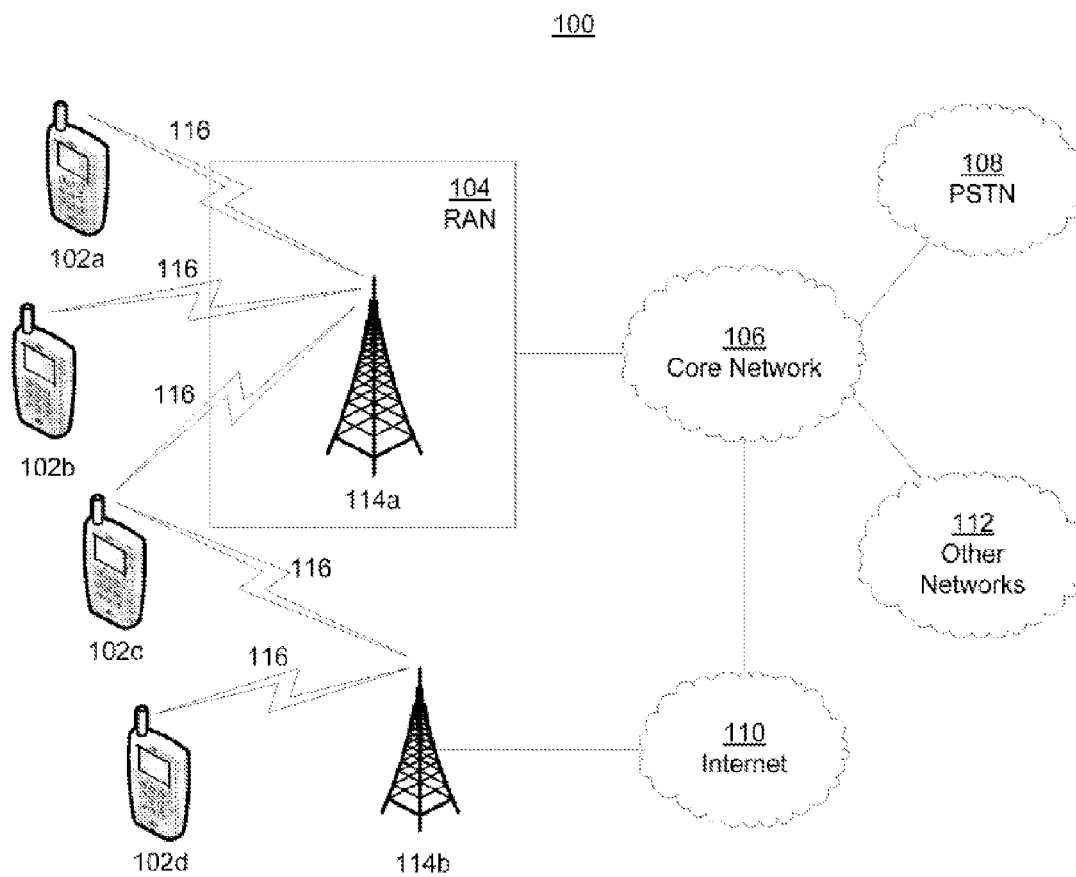 100
116
104
RAN
108
PSTN
102a
116
106
Core Network
116
102b
114a
112
Other
Networks
116
102c
116
110
Internet
102d
114b